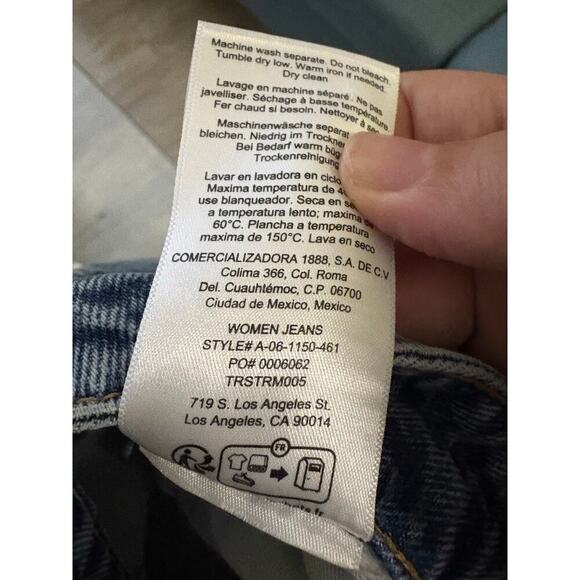 Machine wash separate. Do not bleach.
Tumble dry low. Warm iron if needed.
Dry clean
Lavage en machine séparé. Ne pas
javelliser. Séchage à basse température.
Fer chaud si besoin. Nettoyer à sec
Maschinenwäsche separat
bleichen. Niedrig im
Bei Bedarf warm
Trockenreinigung
Lavar en lavadora en ciclo
Maxima temperatura de
use blanqueador. Seca en
a temperatura lento; maxima
60°C. Plancha a temperatura
maxima de 150°C. Lava en seco
COMERCIALIZADORA 1888, S.A. DE C.V.
Colima 366, Col. Roma
Del. Cuauhtémoc, C.P. 06700
Ciudad de Mexico, Mexico
WOMEN JEANS
STYLE# A-06-1150-461
PO# 0006062
TRSTRM005
719 S. Los Angeles St.
Los Angeles, CA 90014
FR